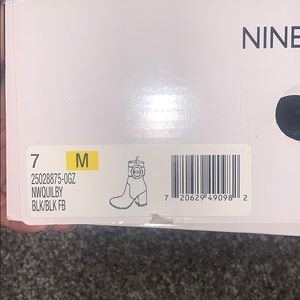 NINE
7 M
25028875-0GZ
NWQUILBY
BLK/BLK FB
7 20629 49098 2